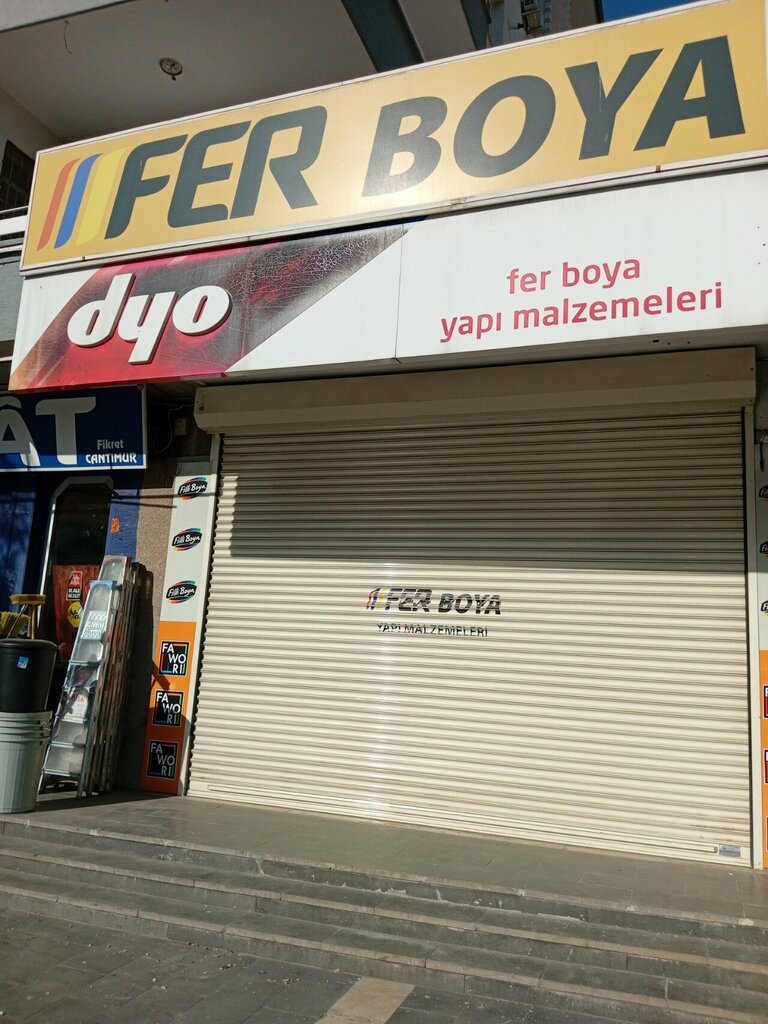 FER BOYA
dyo
fer boya
yapı malzemeleri
ÂT
Fikret
CANTIMUR
Filli Boya
Filli Boya
Filli Boya
FER BOYA
YAPI MALZEMELERİ
FAWORİ
FAWORİ
FAWORİ